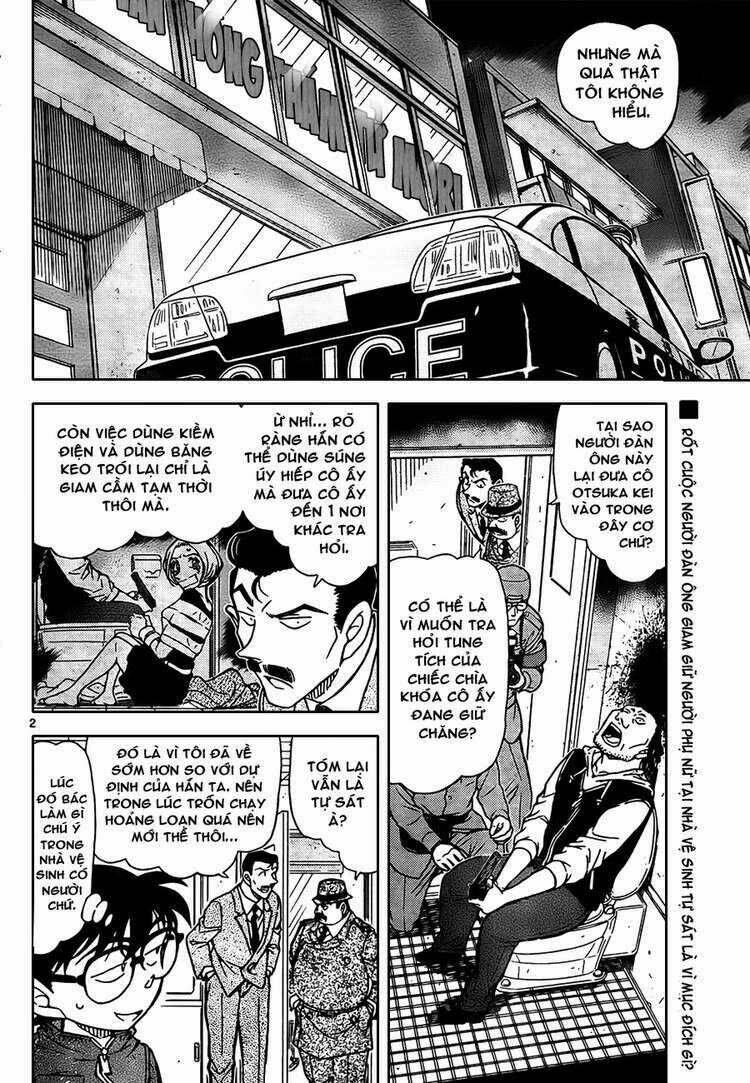 VĂN PHÒNG THÁM TỬ MORI
NHƯNG MÀ
QUẢ THẬT
TÔI KHÔNG
HIỂU.
POLICE
POLI
TẠI SAO
NGƯỜI ĐÀN
ÔNG NÀY
LẠI ĐƯA CÔ
OTSUKA KEI
VÀO TRONG
ĐÂY CƠ
CHỨ?
CÓ THỂ LÀ
VÌ MUỐN TRA
HỎI TUNG
TÍCH CỦA
CHIẾC CHÌA
KHÓA CÔ ẤY
ĐANG GIỮ
CHĂNG?
RỐT CUỘC NGƯỜI ĐÀN ÔNG GIAM GIỮ NGƯỜI PHỤ NỮ TẠI NHÀ VỆ SINH TỰ SÁT LÀ VÌ MỤC ĐÍCH GÌ?
Ừ NHỈ... RÕ
RÀNG HẮN CÓ
THỂ DÙNG SÚNG
ÚY HIẾP CÔ ẤY
MÀ ĐƯA CÔ ẤY
ĐẾN 1 NƠI
KHÁC TRA
HỎI.
CÒN VIỆC DÙNG KIỀM
ĐIỆN VÀ DÙNG BĂNG
KEO TRÓI LẠI CHỈ LÀ
GIAM CẦM TẠM THỜI
THÔI MÀ.
2
TÓM LẠI
VẪN LÀ
TỰ SÁT
À?
ĐÓ LÀ VÌ TÔI ĐÃ VỀ
SỚM HƠN SO VỚI DỰ
ĐỊNH CỦA HẮN TA. NÊN
TRONG LÚC TRỐN CHẠY
HOẢNG LOẠN QUÁ NÊN
MỚI THẾ THÔI...
LÚC
ĐÓ BÁC
LÀM GÌ
CHÚ Ý
TRONG
NHÀ VỆ
SINH CÓ
NGƯỜI
CHỨ.